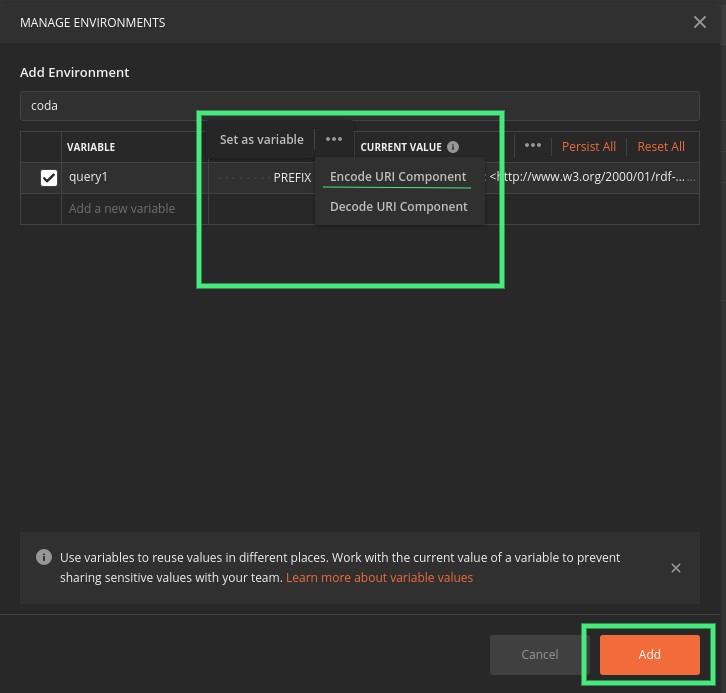 MANAGE ENVIRONMENTS
Add Environment
coda
Set as variable
VARIABLE CURRENT VALUE Persist All Reset All
query1 PREFIX Encode URI Component : <http://www.w3.org/2000/01/rdf-...
Add a new variable Decode URI Component
Use variables to reuse values in different places. Work with the current value of a variable to prevent
sharing sensitive values with your team. Learn more about variable values
Cancel Add